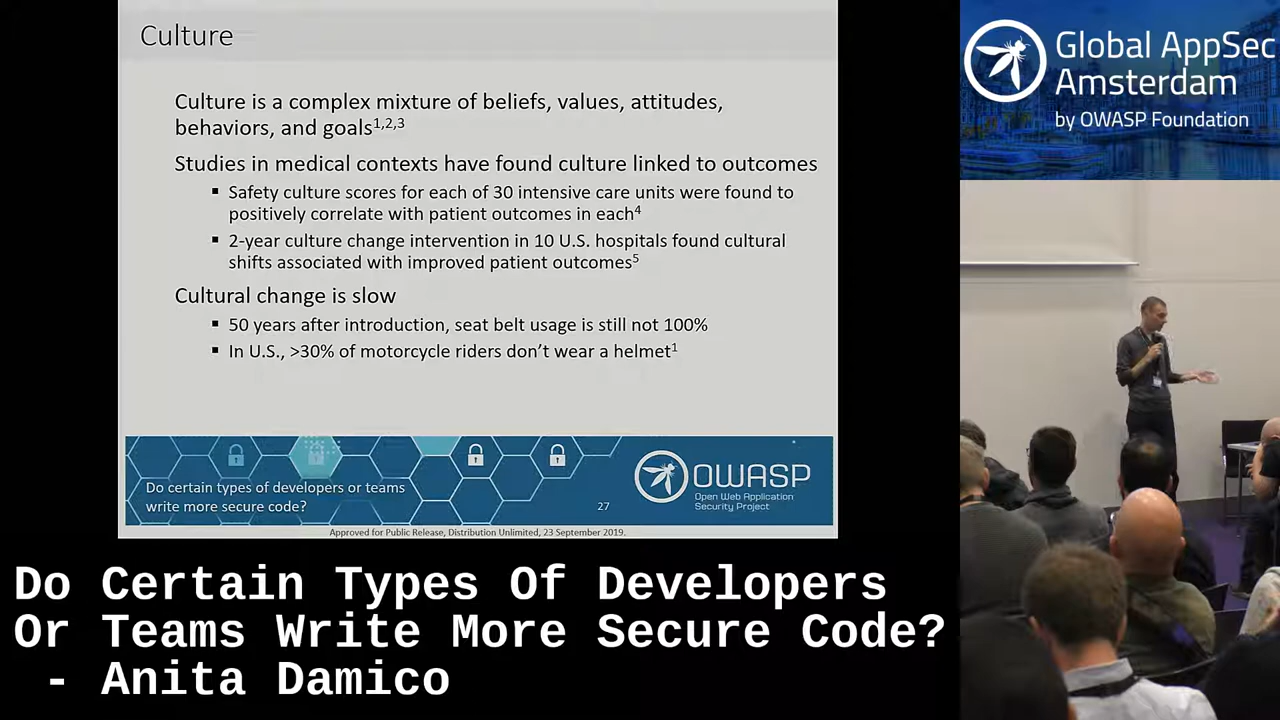 Culture
Culture is a complex mixture of beliefs, values, attitudes,
behaviors, and goals1,2,3
Studies in medical contexts have found culture linked to outcomes
▪ Safety culture scores for each of 30 intensive care units were found to
positively correlate with patient outcomes in each4
▪ 2-year culture change intervention in 10 U.S. hospitals found cultural
shifts associated with improved patient outcomes5
Cultural change is slow
▪ 50 years after introduction, seat belt usage is still not 100%
▪ In U.S., >30% of motorcycle riders don’t wear a helmet1
Do certain types of developers or teams
write more secure code?
27
OWASP
Open Web Application
Security Project
Approved for Public Release, Distribution Unlimited, 23 September 2019.
Do Certain Types Of Developers
Or Teams Write More Secure Code?
- Anita Damico
Global AppSec
Amsterdam
by OWASP Foundation